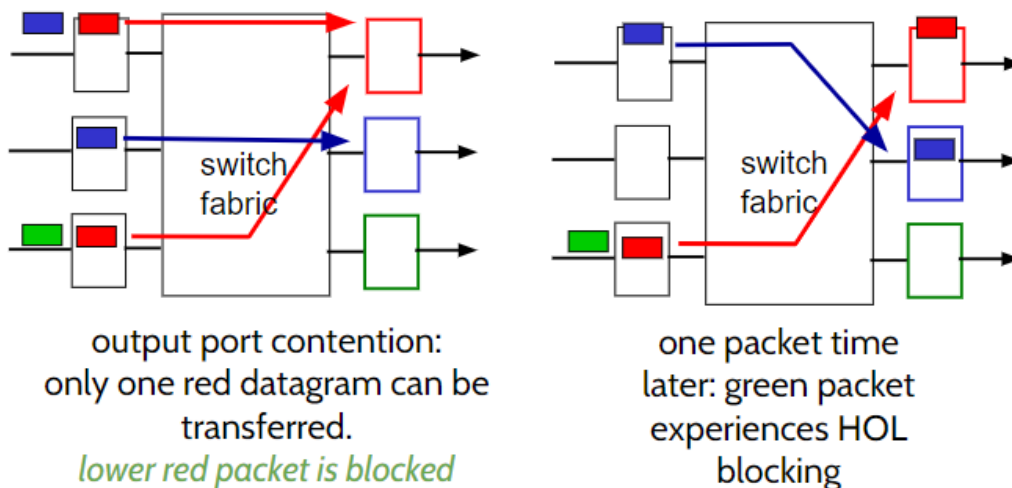 switch
fabric
switch
fabric
output port contention:
only one red datagram can be
transferred.
lower red packet is blocked
one packet time
later: green packet
experiences HOL
blocking